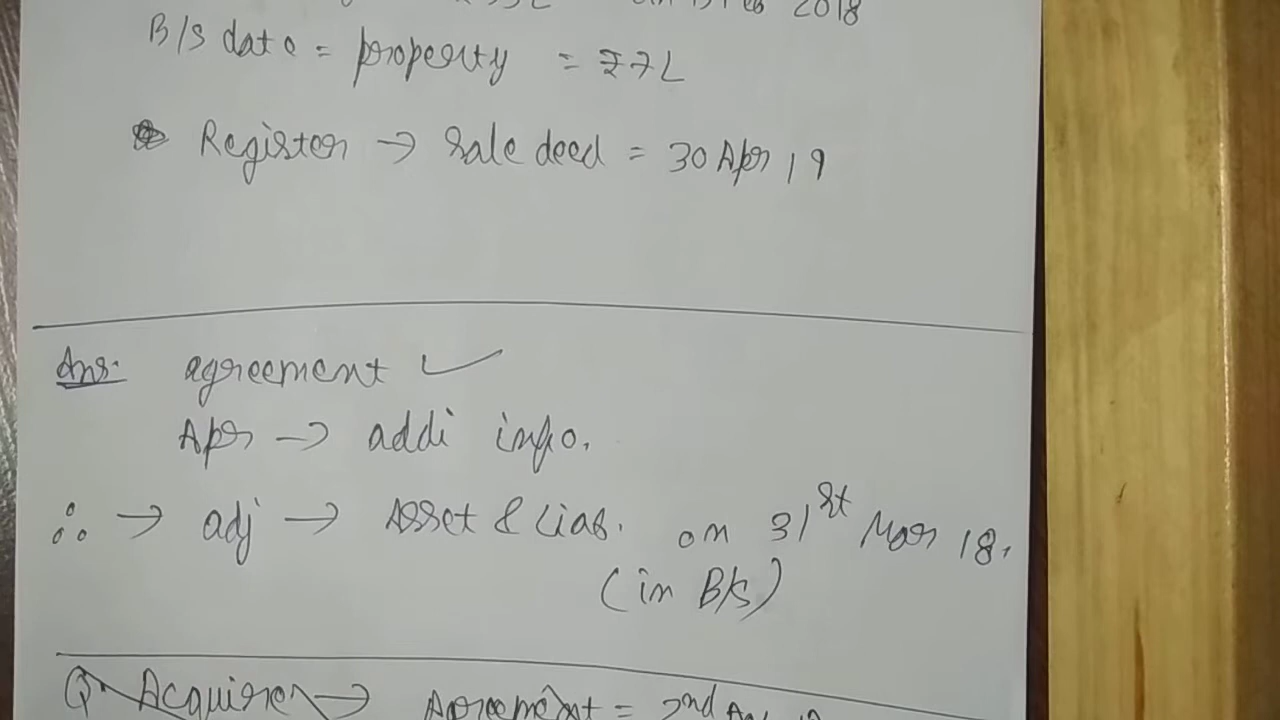 2018
B/S date = property = ₹7L
Register → Sale deed = 30 Apr 19
Ans: agreement ✓
Apr → addi info.
∴ → adj → Asset & Liab. on 31st Mar 18.
(in B/S)
Q. Acquirer → Agreement = 2nd